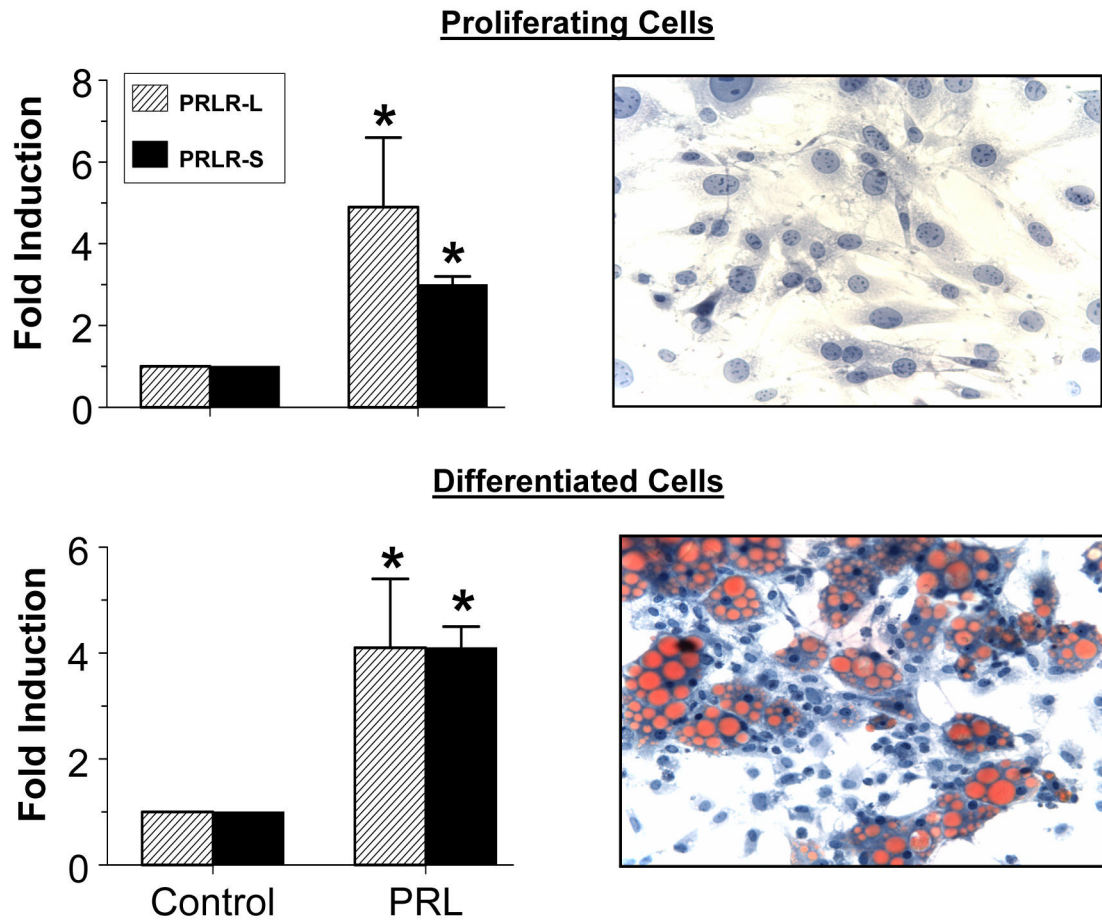 Proliferating Cells
Fold Induction
8
6
4
2
0
PRLR-L
PRLR-S
*
*
Differentiated Cells
Fold Induction
6
4
2
0
*
*
Control PRL